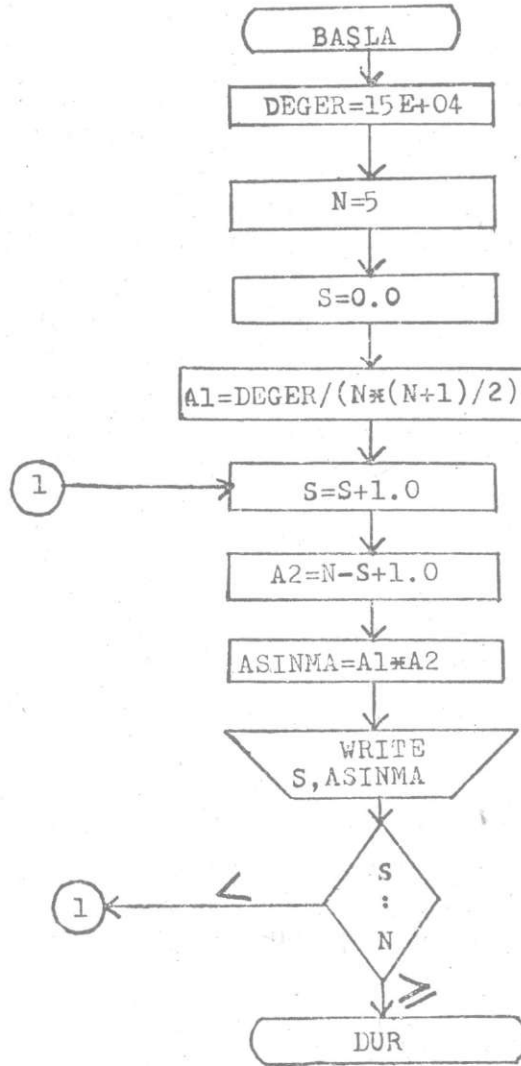 BAŞLA
DEGER=15E+04
N=5
S=0.0
A1=DEGER/(N*(N+1)/2)
1
S=S+1.0
A2=N-S+1.0
ASINMA=A1*A2
WRITE
S,ASINMA
<
1
S
:
N
≥
DUR